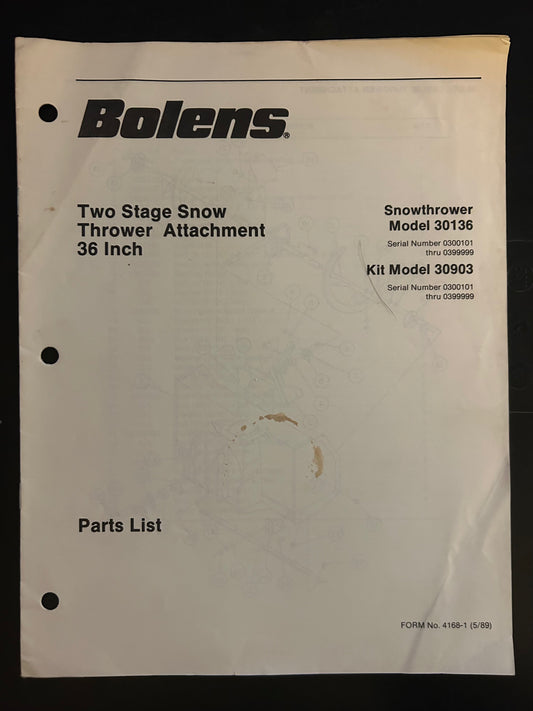 Bolens®
Two Stage Snow
Thrower Attachment
36 Inch
Snowthrower
Model 30136
Serial Number 0300101
thru 0399999
Kit Model 30903
Serial Number 0300101
thru 0399999
Parts List
FORM No. 4168-1 (5/89)